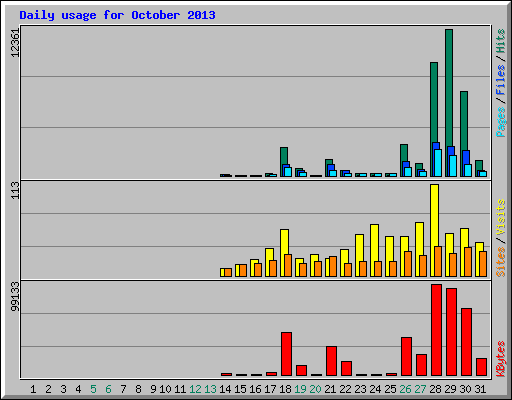 Daily usage for October 2013
12361
Pages / Files / Hits
113
Sites / Visits
99133
KBytes
1 2 3 4 5 6 7 8 9 10 11 12 13 14 15 16 17 18 19 20 21 22 23 24 25 26 27 28 29 30 31